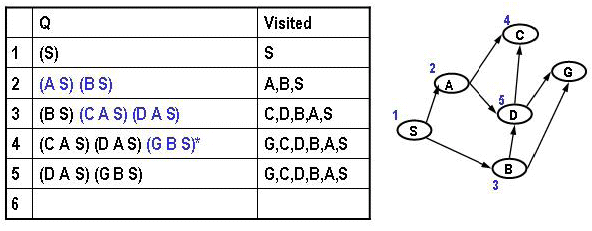 Q Visited
1 (S) S
2 (A S) (B S) A,B,S
3 (B S) (C A S) (D A S) C,D,B,A,S
4 (C A S) (D A S) (G B S)* G,C,D,B,A,S
5 (D A S) (G B S) G,C,D,B,A,S
6
4
C
G
2
A
5
D
1
S
B
3